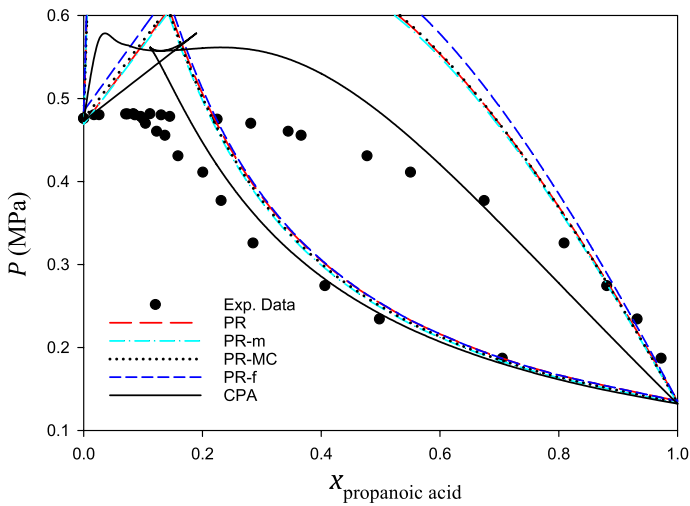 0.6
0.5
0.4
0.3
0.2
0.1
P (MPa)
Exp. Data
PR
PR-m
PR-MC
PR-f
CPA
0.0 0.2 0.4 0.6 0.8 1.0
x propanoic acid